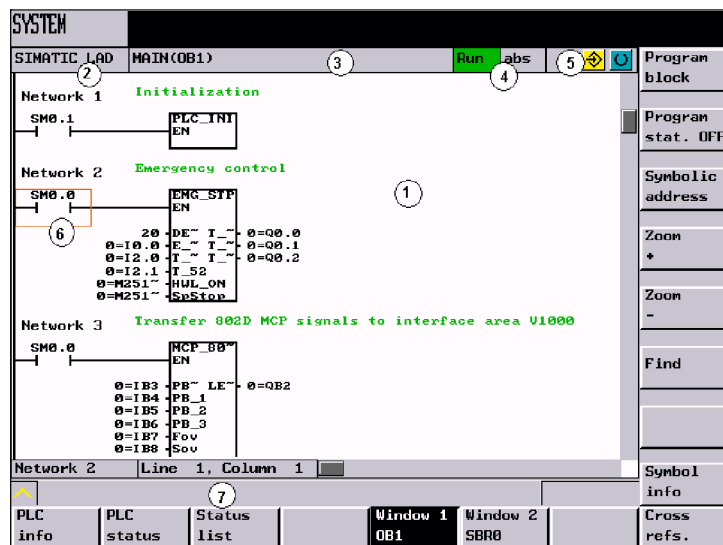 SYSTEM
SIMATIC LAD MAIN(OB1) 3 Run abs 5
2 4
Program block
Program stat. OFF
Symbolic address
Zoom +
Zoom -
Find
Symbol info
Cross refs.
Network 1 Initialization
SM0.1 PLC_INI
EN
Network 2 Emergency control
SM0.0 EMG_STP
EN
1
6
20 DE~ T_~ 0=Q0.0
0=I0.0 E_~ T_~ 0=Q0.1
0=I2.0 T_~ T_~ 0=Q0.2
0=I2.1 T_52
0=M251~ HWL_ON
0=M251~ SpStop
Network 3 Transfer 802D MCP signals to interface area V1000
SM0.0 MCP_80~
EN
0=IB3 PB~ LE~ 0=QB2
0=IB4 PB_1
0=IB5 PB_2
0=IB6 PB_3
0=IB7 Fov
0=IB8 Sov
Network 2 Line 1, Column 1
7
PLC info
PLC status
Status list
Window 1 OB1
Window 2 SBR0